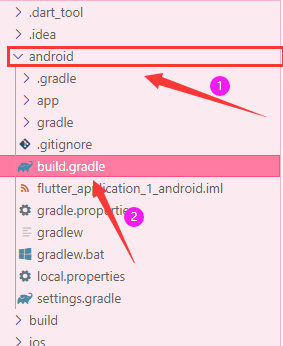 .dart_tool
.idea
android
1
.gradle
app
gradle
.gitignore
build.gradle
flutter_application_1_android.iml
gradle.properties
2
gradlew
gradlew.bat
local.properties
settings.gradle
build
ios